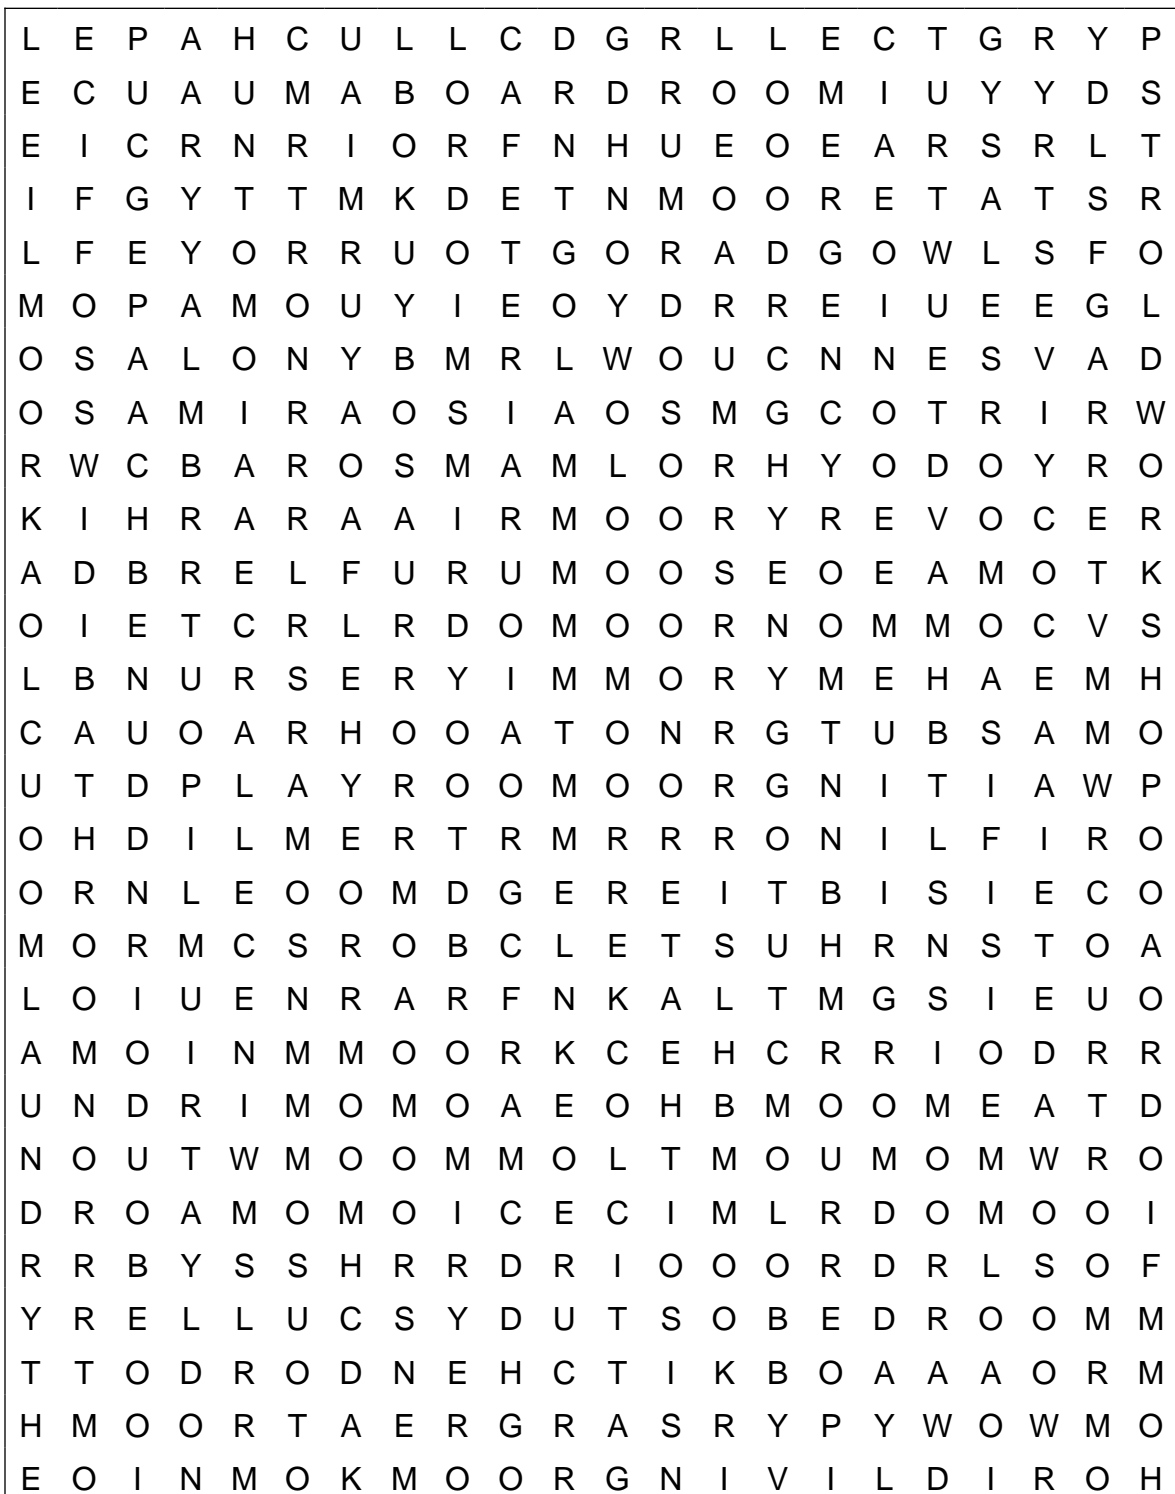 L E P A H C U L L C D G R L L E C T G R Y P
E C U A U M A B O A R D R O O M I U Y Y D S
E I C R N R I O R F N H U E O E A R S R L T
I F G Y T T M K D E T N M O O R E T A T S R
L F E Y O R R U O T G O R A D G O W L S F O
M O P A M O U Y I E O Y D R R E I U E E G L
O S A L O N Y B M R L W O U C N N E S V A D
O S A M I R A O S I A O S M G C O T R I R W
R W C B A R O S M A M L O R H Y O D O Y R O
K I H R A R A A I R M O O R Y R E V O C E R
A D B R E L F U R U M O O S E O E A M O T K
O I E T C R L R D O M O O R N O M M O C V S
L B N U R S E R Y I M M O R Y M E H A E M H
C A U O A R H O O A T O N R G T U B S A M O
U T D P L A Y R O O M O O R G N I T I A W P
O H D I L M E R T R M R R R O N I L F I R O
O R N L E O O M D G E R E I T B I S I E C O
M O R M C S R O B C L E T S U H R N S T O A
L O I U E N R A R F N K A L T M G S I E U O
A M O I N M M O O R K C E H C R R I O D R R
U N D R I M O M O A E O H B M O O M E A T D
N O U T W M O O M M O L T M O U M O M W R O
D R O A M O M O I C E C I M L R D O M O O I
R R B Y S S H R R D R I O O O R D R L S O F
Y R E L L U C S Y D U T S O B E D R O O M M
T T O D R O D N E H C T I K B O A A A O R M
H M O O R T A E R G R A S R Y P Y W O W M O
E O I N M O K M O O R G N I V I L D I R O H